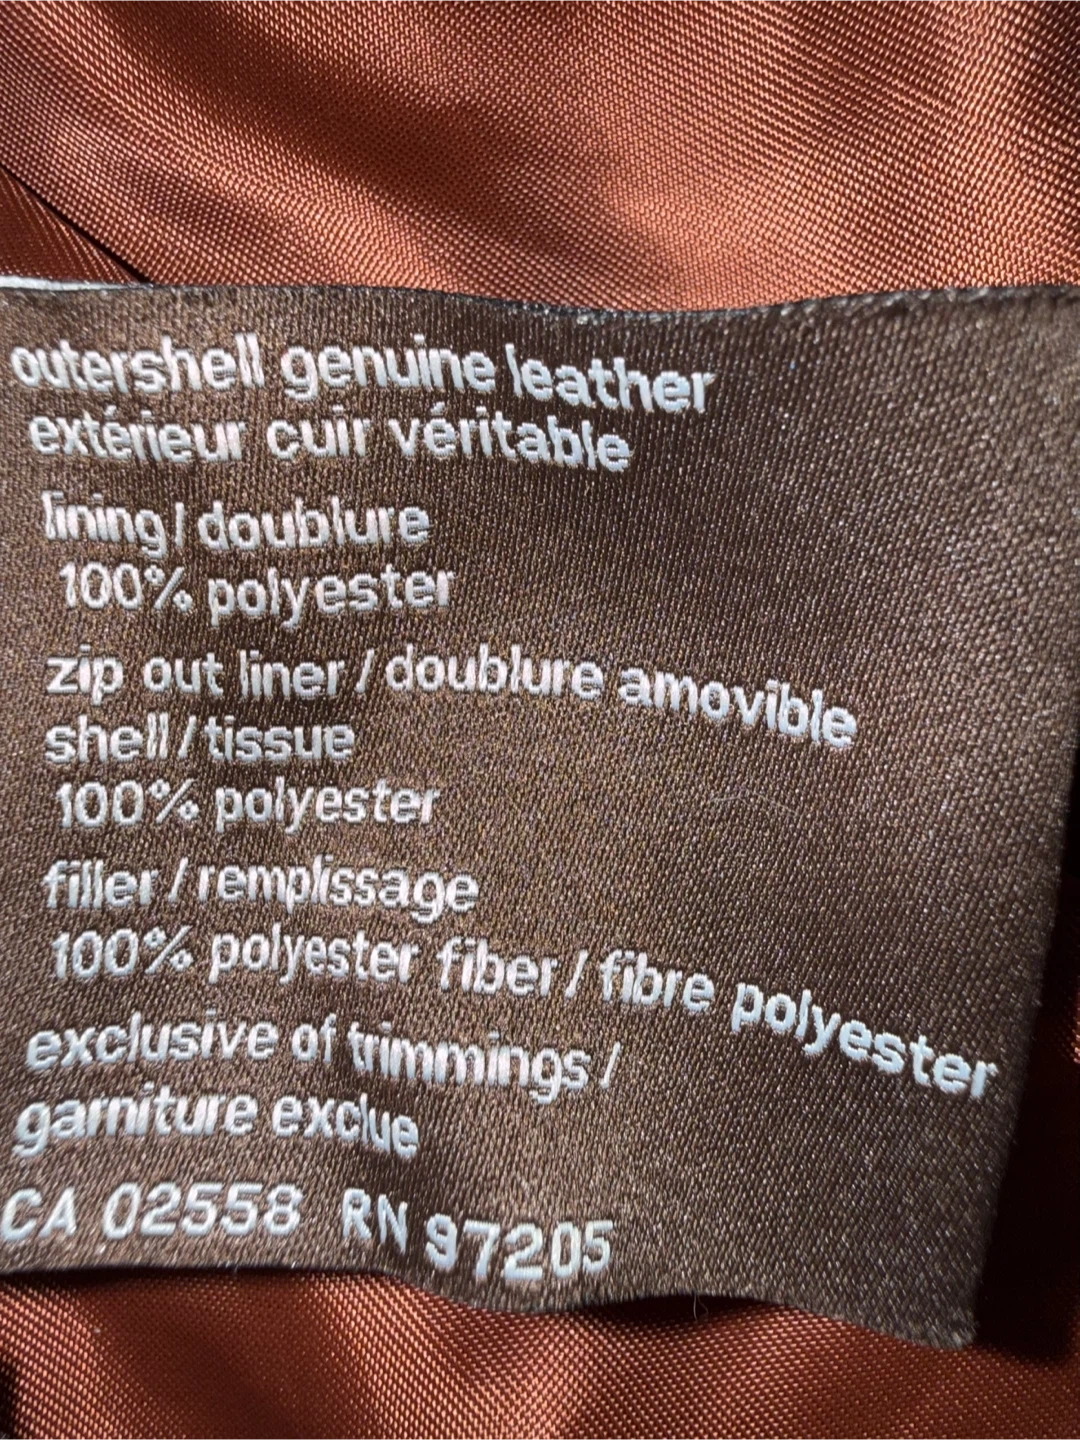 outershell genuine leather
extérieur cuir véritable
lining/doublure
100% polyester
zip out liner/doublure amovible
shell/tissue
100% polyester
filler/remplissage
100% polyester fiber/fibre polyester
exclusive of trimmings/
garniture exclue
CA 02558 RN 97205